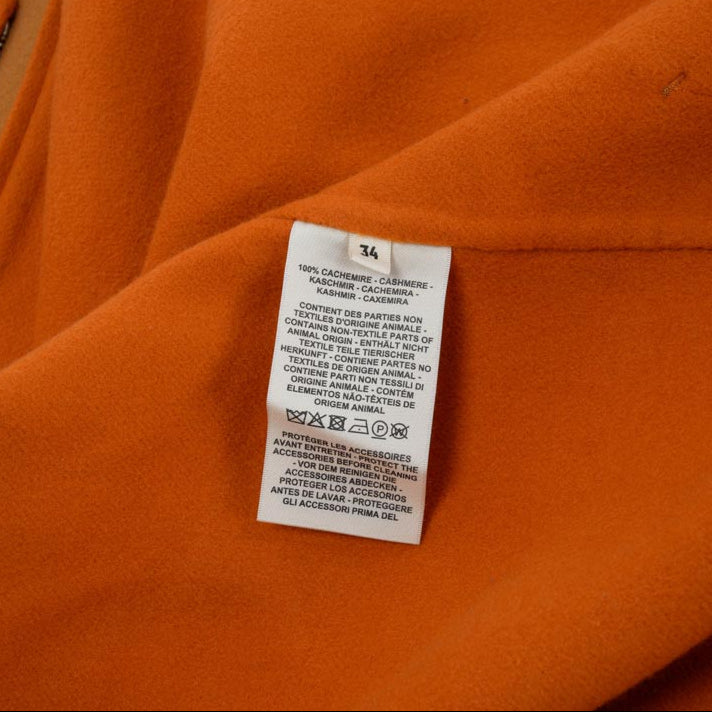 34
100% CACHEMIRE - CASHMERE -
KASCHMIR - CACHEMIRA -
KASHMIR - CAXEMIRA
CONTIENT DES PARTIES NON
TEXTILES D'ORIGINE ANIMALE -
CONTAINS NON-TEXTILE PARTS OF
ANIMAL ORIGIN - ENTHÄLT NICHT
TEXTILE TEILE TIERISCHER
HERKUNFT - CONTIENE PARTES NO
TEXTILES DE ORIGEN ANIMAL -
CONTIENE PARTI NON TESSILI DI
ORIGINE ANIMALE - CONTÉM
ELEMENTOS NÃO-TÊXTEIS DE
ORIGEM ANIMAL
P W
PROTÉGER LES ACCESSOIRES
AVANT ENTRETIEN - PROTECT THE
ACCESSORIES BEFORE CLEANING
- VOR DEM REINIGEN DIE
ACCESSOIRES ABDECKEN -
PROTEGER LOS ACCESORIOS
ANTES DE LAVAR - PROTEGGERE
GLI ACCESSORI PRIMA DEL